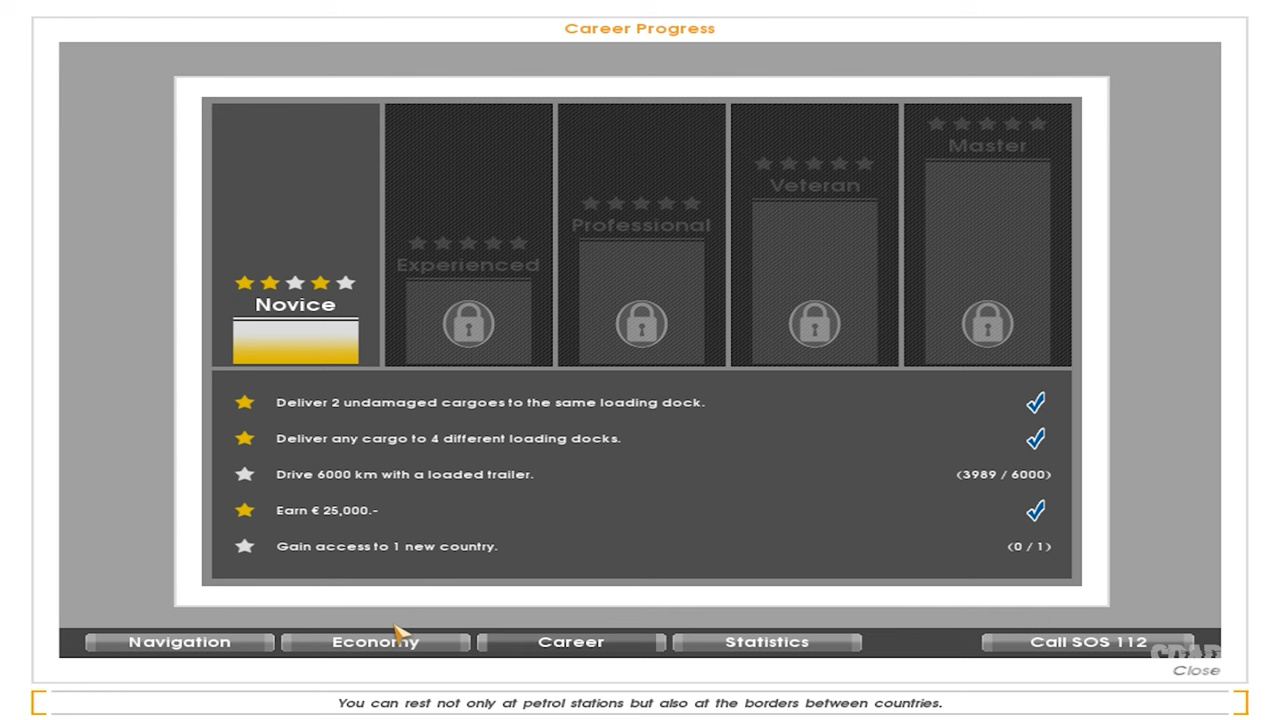 Career Progress
Master
Veteran
Professional
Experienced
Novice
Deliver 2 undamaged cargoes to the same loading dock.
Deliver any cargo to 4 different loading docks.
Drive 6000 km with a loaded trailer. (3989 / 6000)
Earn € 25,000.-
Gain access to 1 new country. (0 / 1)
Navigation Economy Career Statistics Call SOS 112
Close
You can rest not only at petrol stations but also at the borders between countries.